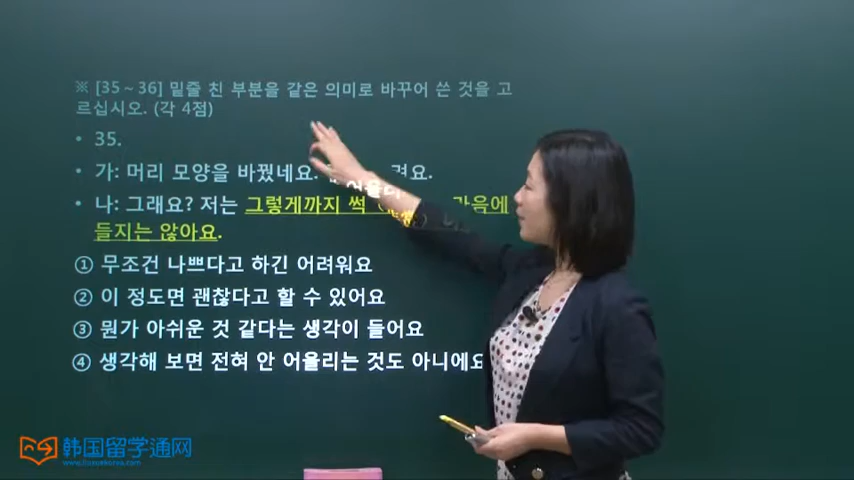 ※ [35~36] 밑줄 친 부분을 같은 의미로 바꾸어 쓴 것을 고
르십시오. (각 4점)
• 35.
• 가: 머리 모양을 바꿨네요. 려요.
• 나: 그래요? 저는 그렇게까지 썩 마음에
들지는 않아요.
① 무조건 나쁘다고 하긴 어려워요
② 이 정도면 괜찮다고 할 수 있어요
③ 뭔가 아쉬운 것 같다는 생각이 들어요
④ 생각해 보면 전혀 안 어울리는 것도 아니에요
韩国留学通网